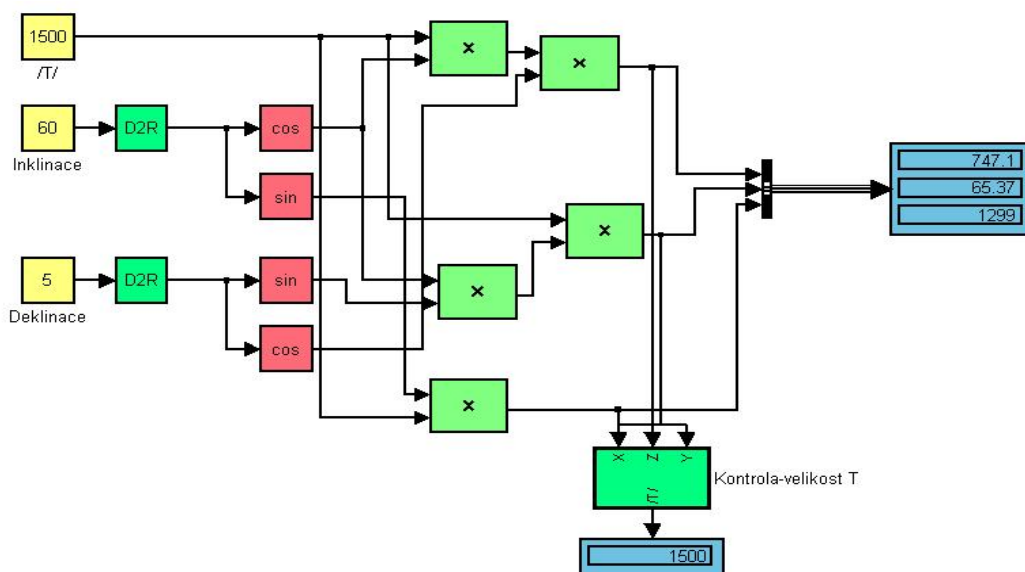 1500
/T/
×
×
60
D2R
cos
Inklinace
747.1
65.37
1299
sin
×
5
D2R
sin
×
Deklinace
cos
×
X
Z
Y
/T/
Kontrola-velikost T
1500